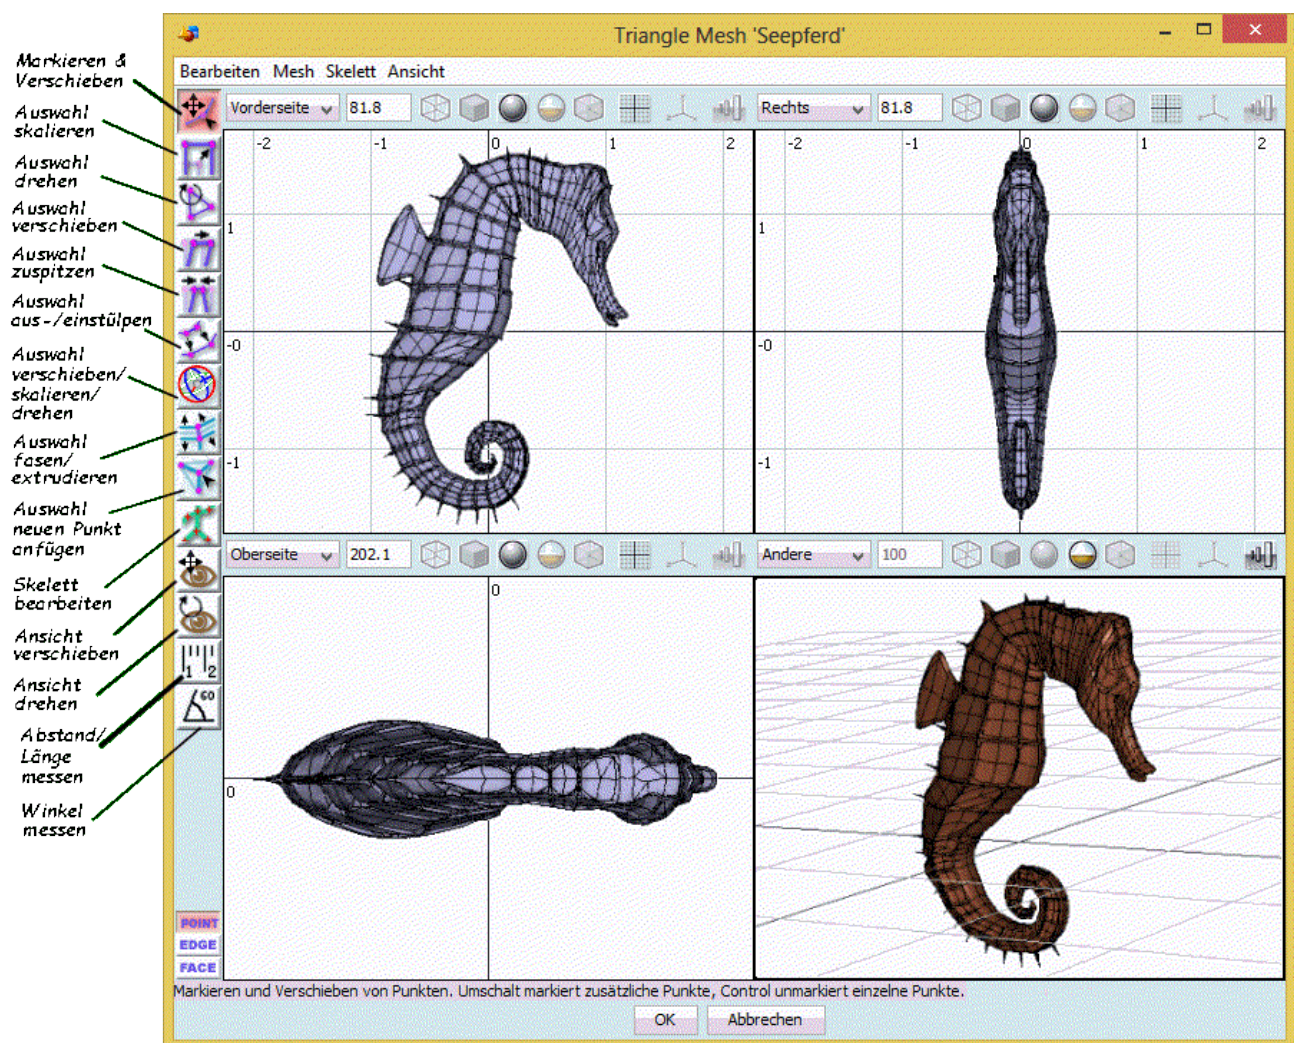 Triangle Mesh 'Seepferd'
Bearbeiten Mesh Skelett Ansicht
Markieren &
Verschieben
Auswahl
skalieren
Auswahl
drehen
Auswahl
verschieben
Auswahl
zuspitzen
Auswahl
aus-/einstülpen
Auswahl
verschieben/
skalieren/
drehen
Auswahl
fasen/
extrudieren
Auswahl
neuen Punkt
anfügen
Skelett
bearbeiten
Ansicht
verschieben
Ansicht
drehen
Abstand/
Länge
messen
Winkel
messen
1 2
60
POINT
EDGE
FACE
Vorderseite 81.8
-2 -1 0 1 2
1
-0
-1
Rechts 81.8
-2 -1 0 1 2
1
-0
-1
Oberseite 202.1
0
0
Andere 100
Markieren und Verschieben von Punkten. Umschalt markiert zusätzliche Punkte, Control unmarkiert einzelne Punkte.
OK Abbrechen